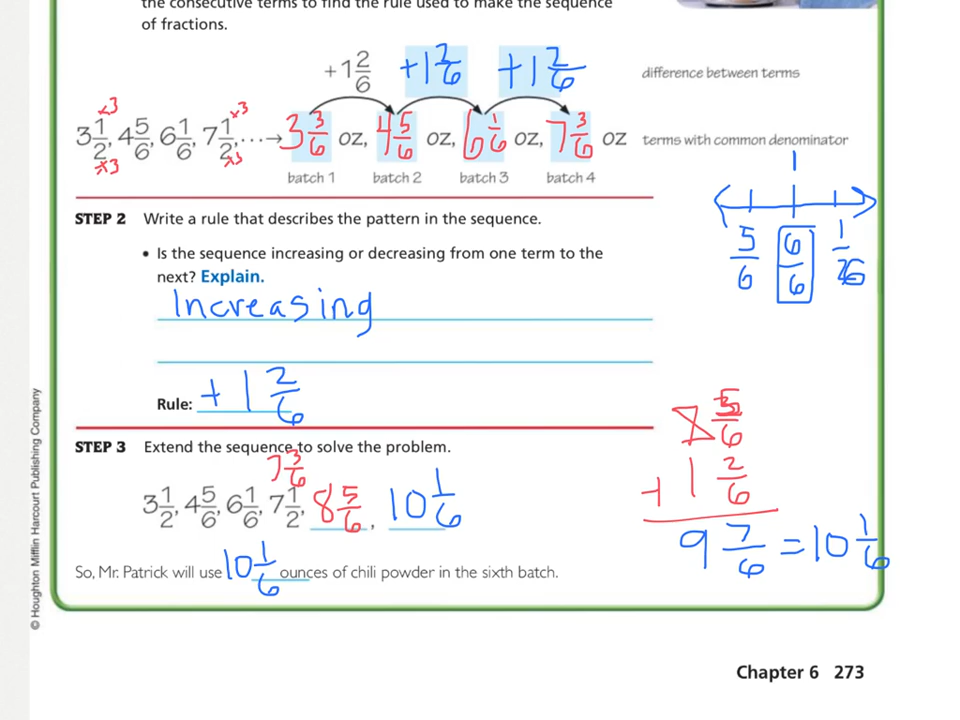 the consecutive terms to find the rule used to make the sequence
of fractions.
+1 2/6 +1 2/6 +1 2/6 difference between terms
×3 ×3
3 1/2, 4 5/6, 6 1/6, 7 1/2, ... → 3 3/6 oz, 4 5/6 oz, 6 1/6 oz, 7 3/6 oz terms with common denominator
×3 ×3
batch 1 batch 2 batch 3 batch 4
1
5/6 6/6 1/6
STEP 2 Write a rule that describes the pattern in the sequence.
• Is the sequence increasing or decreasing from one term to the
next? Explain.
Increasing
Rule: + 1 2/6
STEP 3 Extend the sequence to solve the problem.
7 3/6
3 1/2, 4 5/6, 6 1/6, 7 1/2, 8 5/6, 10 1/6
So, Mr. Patrick will use 10 1/6 ounces of chili powder in the sixth batch.
8 5/6
+ 1 2/6
9 7/6 = 10 1/6
© Houghton Mifflin Harcourt Publishing Company
Chapter 6 273